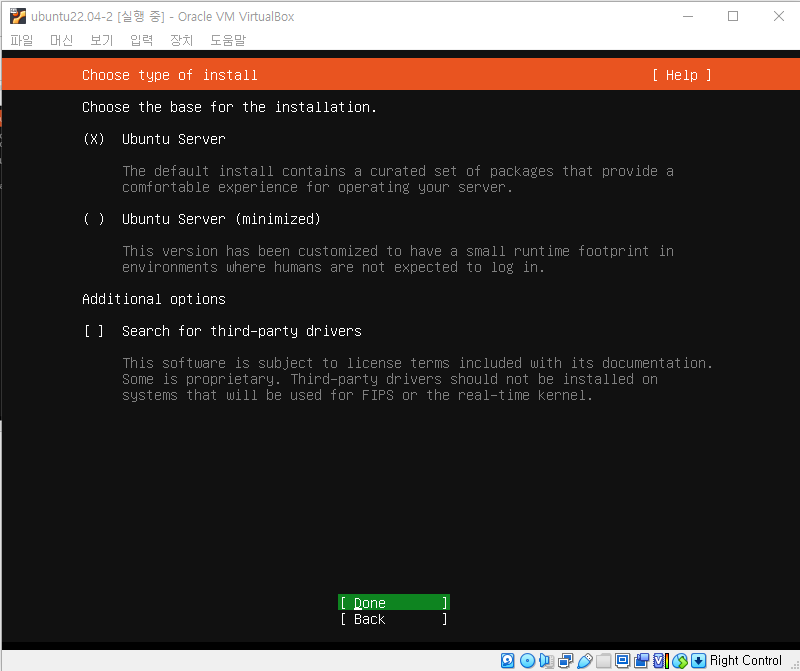 ubuntu22.04-2 [실행 중] - Oracle VM VirtualBox
파일 머신 보기 입력 장치 도움말
Choose type of install [ Help ]
Choose the base for the installation.
(X) Ubuntu Server
The default install contains a curated set of packages that provide a
comfortable experience for operating your server.
( ) Ubuntu Server (minimized)
This version has been customized to have a small runtime footprint in
environments where humans are not expected to log in.
Additional options
[ ] Search for third-party drivers
This software is subject to license terms included with its documentation.
Some is proprietary. Third-party drivers should not be installed on
systems that will be used for FIPS or the real-time kernel.
[ Done ]
[ Back ]
Right Control